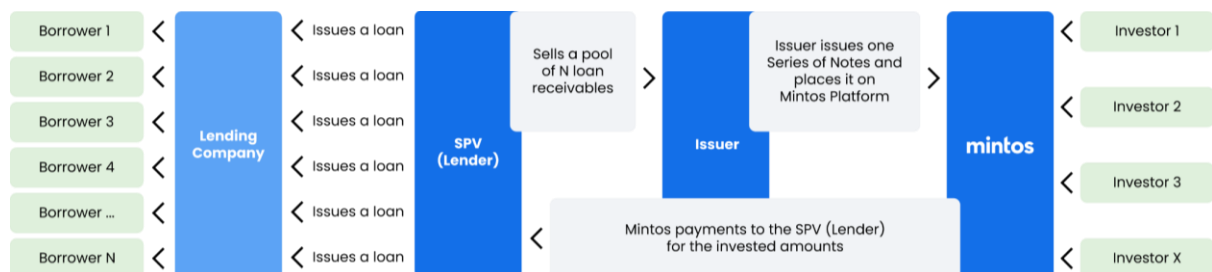 Borrower 1
Borrower 2
Borrower 3
Borrower 4
Borrower ...
Borrower N
Lending
Company
Issues a loan
Issues a loan
Issues a loan
Issues a loan
Issues a loan
Issues a loan
SPV
(Lender)
Sells a pool
of N loan
receivables
Issuer
Issuer issues one
Series of Notes and
places it on
Mintos Platform
Mintos payments to the SPV (Lender)
for the invested amounts
mintos
Investor 1
Investor 2
Investor 3
Investor X